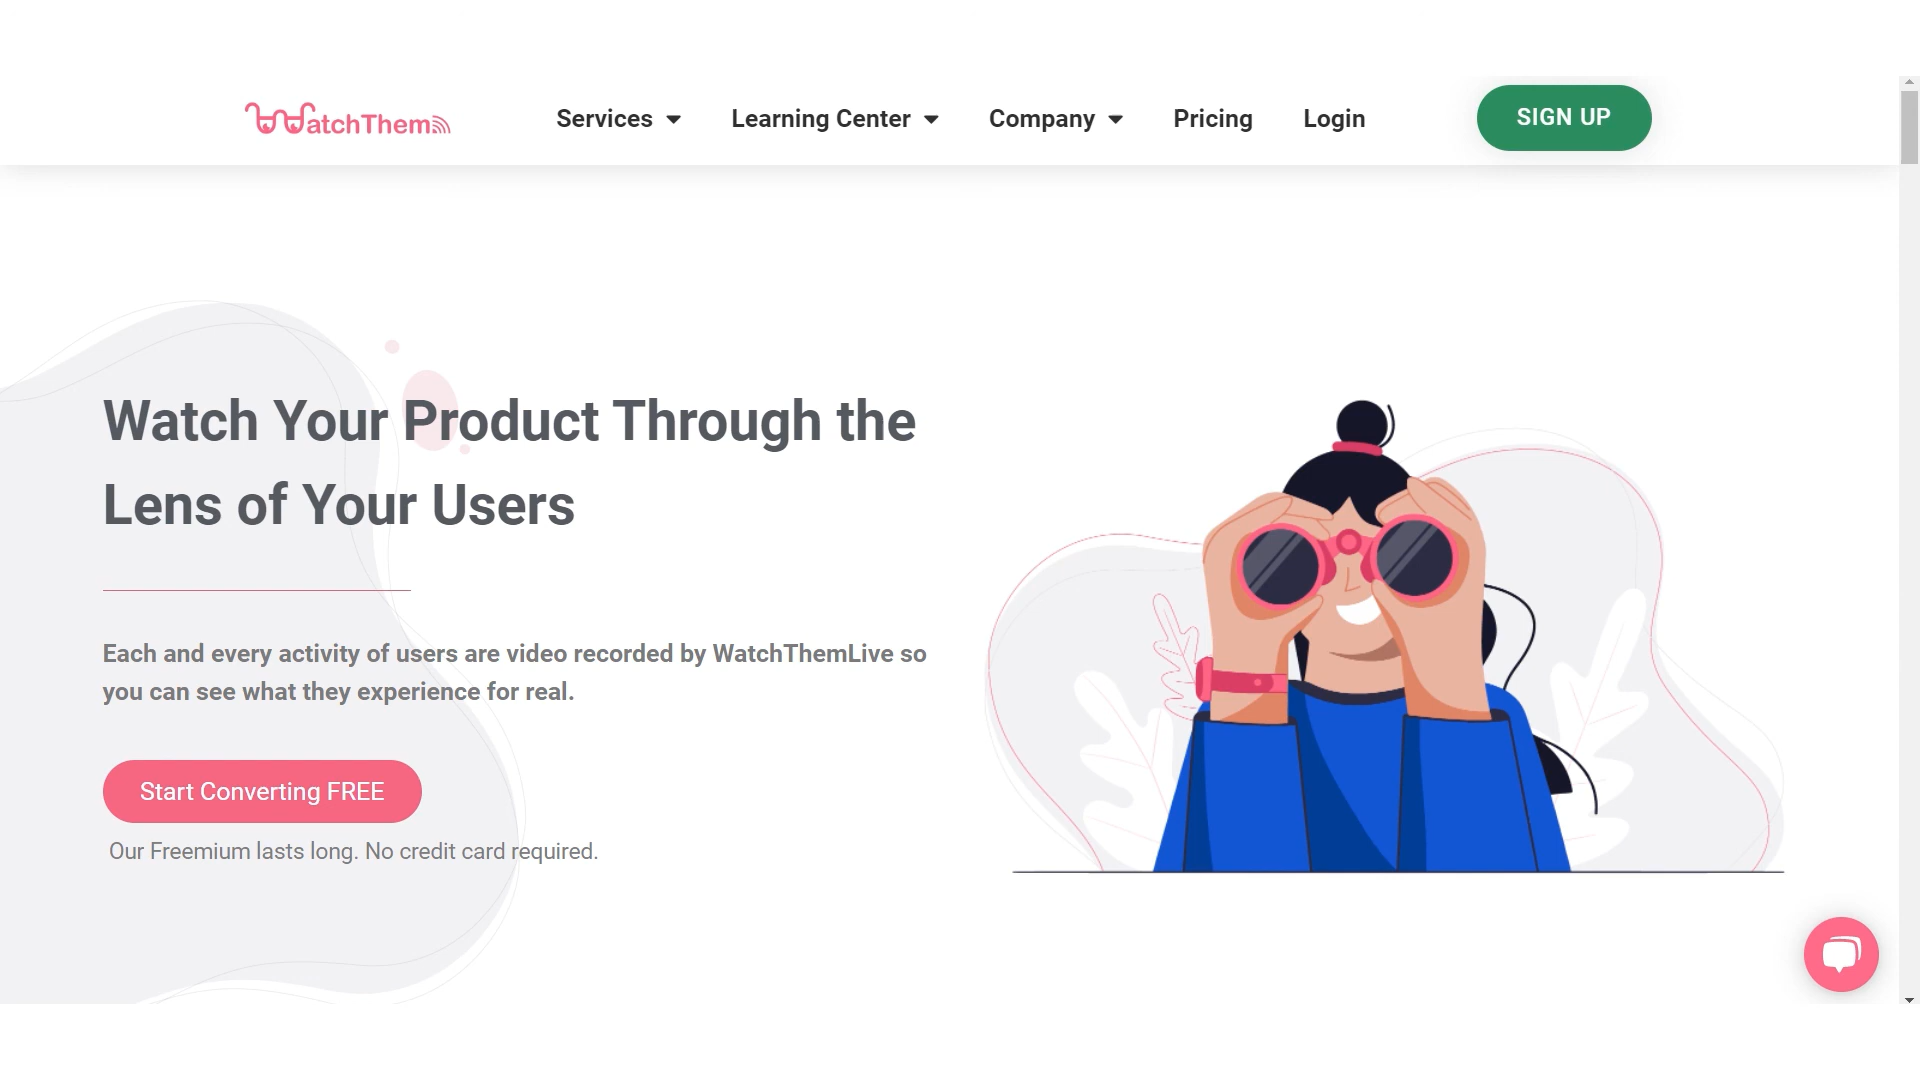 WatchThem
Services
Learning Center
Company
Pricing
Login
SIGN UP
Watch Your Product Through the
Lens of Your Users
Each and every activity of users are video recorded by WatchThemLive so
you can see what they experience for real.
Start Converting FREE
Our Freemium lasts long. No credit card required.